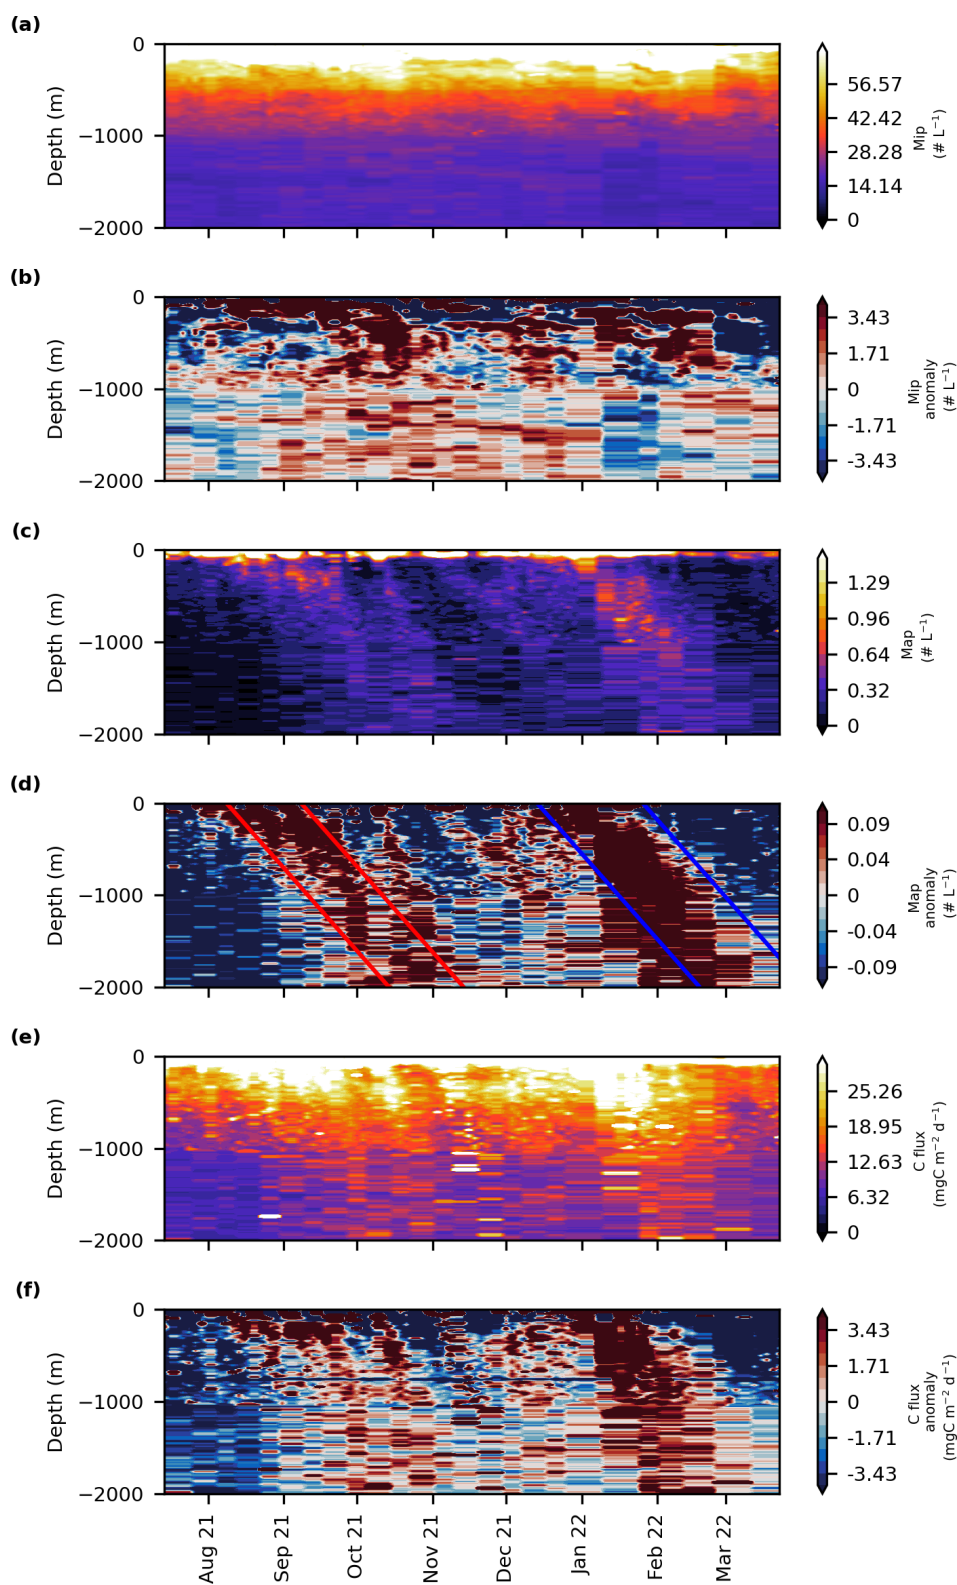 (a)
0
−1000
−2000
Depth (m)
56.57
42.42
28.28
14.14
0
Mip
(# L⁻¹)
(b)
0
−1000
−2000
Depth (m)
3.43
1.71
0
-1.71
-3.43
Mip
anomaly
(# L⁻¹)
(c)
0
−1000
−2000
Depth (m)
1.29
0.96
0.64
0.32
0
Map
(# L⁻¹)
(d)
0
−1000
−2000
Depth (m)
0.09
0.04
0
-0.04
-0.09
Map
anomaly
(# L⁻¹)
(e)
0
−1000
−2000
Depth (m)
25.26
18.95
12.63
6.32
0
C flux
(mgC m⁻² d⁻¹)
(f)
0
−1000
−2000
Depth (m)
3.43
1.71
0
-1.71
-3.43
C flux
anomaly
(mgC m⁻² d⁻¹)
Aug 21
Sep 21
Oct 21
Nov 21
Dec 21
Jan 22
Feb 22
Mar 22